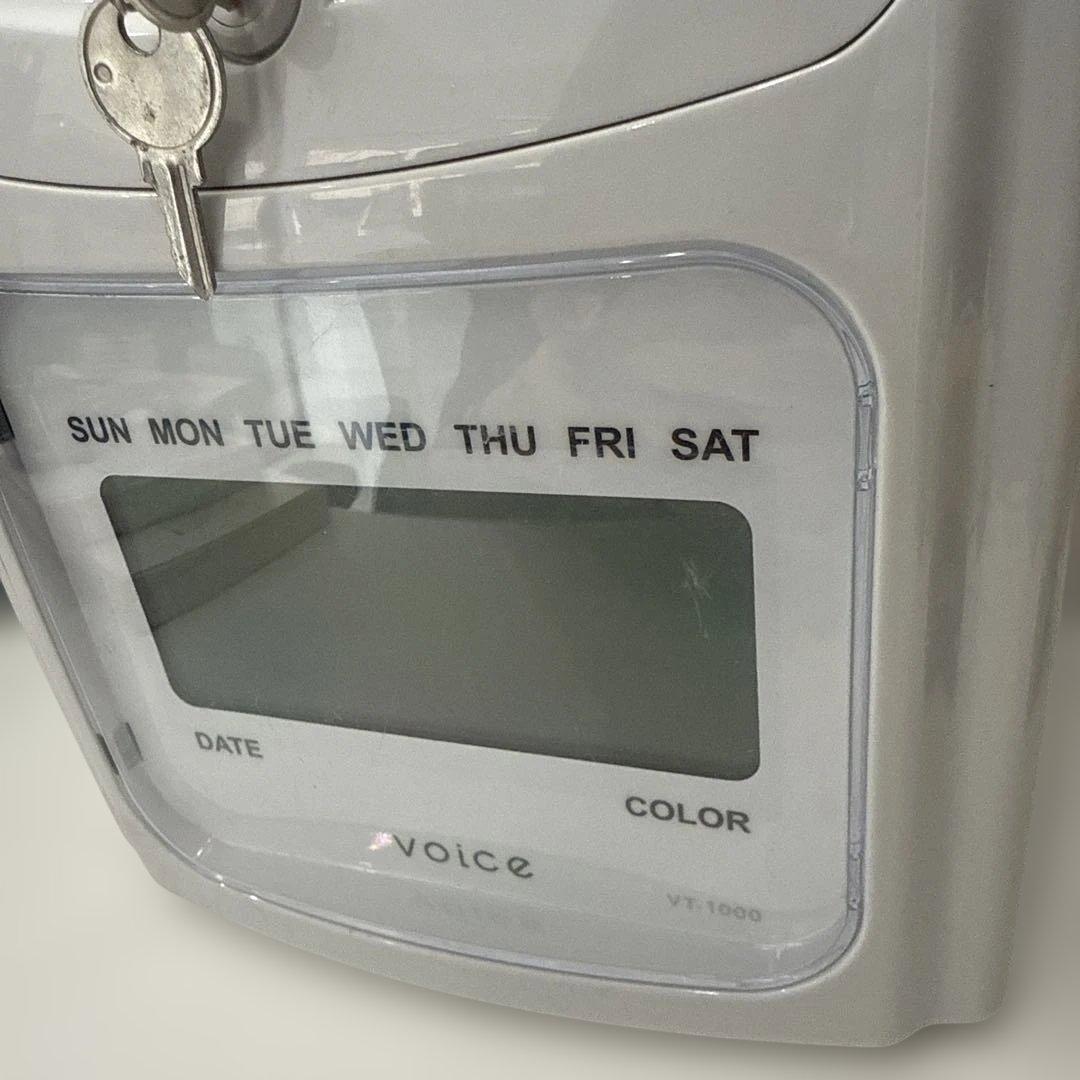 SUN MON TUE WED THU FRI SAT
DATE
COLOR
voice
VT-1000